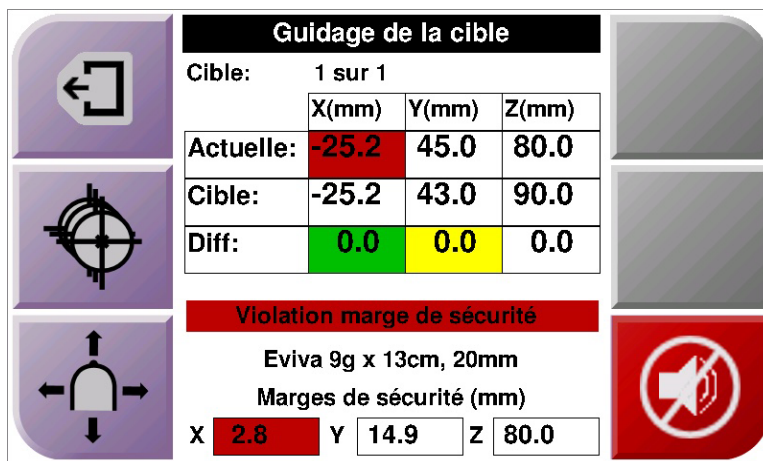 Guidage de la cible
Cible: 1 sur 1
X(mm) Y(mm) Z(mm)
Actuelle: -25.2 45.0 80.0
Cible: -25.2 43.0 90.0
Diff: 0.0 0.0 0.0
Violation marge de sécurité
Eviva 9g x 13cm, 20mm
Marges de sécurité (mm)
X 2.8 Y 14.9 Z 80.0